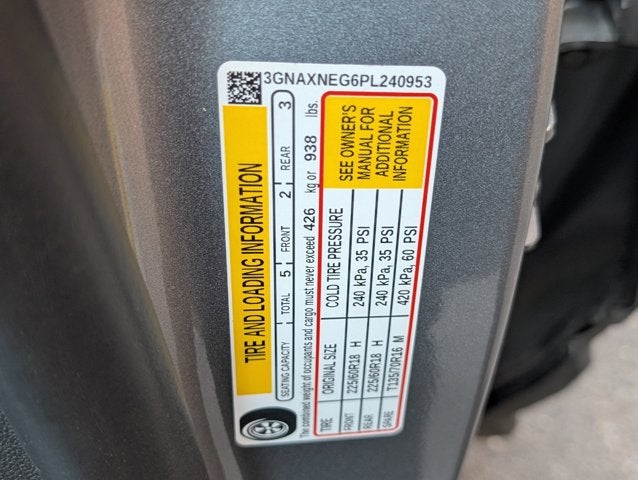 3GNAXNEG6PL240953
TIRE AND LOADING INFORMATION
SEATING CAPACITY TOTAL 5 FRONT 2 REAR 3
The combined weight of occupants and cargo must never exceed 426 kg or 938 lbs.
TIRE ORIGINAL SIZE COLD TIRE PRESSURE
FRONT 225/60R18 H 240 kPa, 35 PSI
REAR 225/60R18 H 240 kPa, 35 PSI
SPARE T135/70R16 M 420 kPa, 60 PSI
SEE OWNER'S
MANUAL FOR
ADDITIONAL
INFORMATION